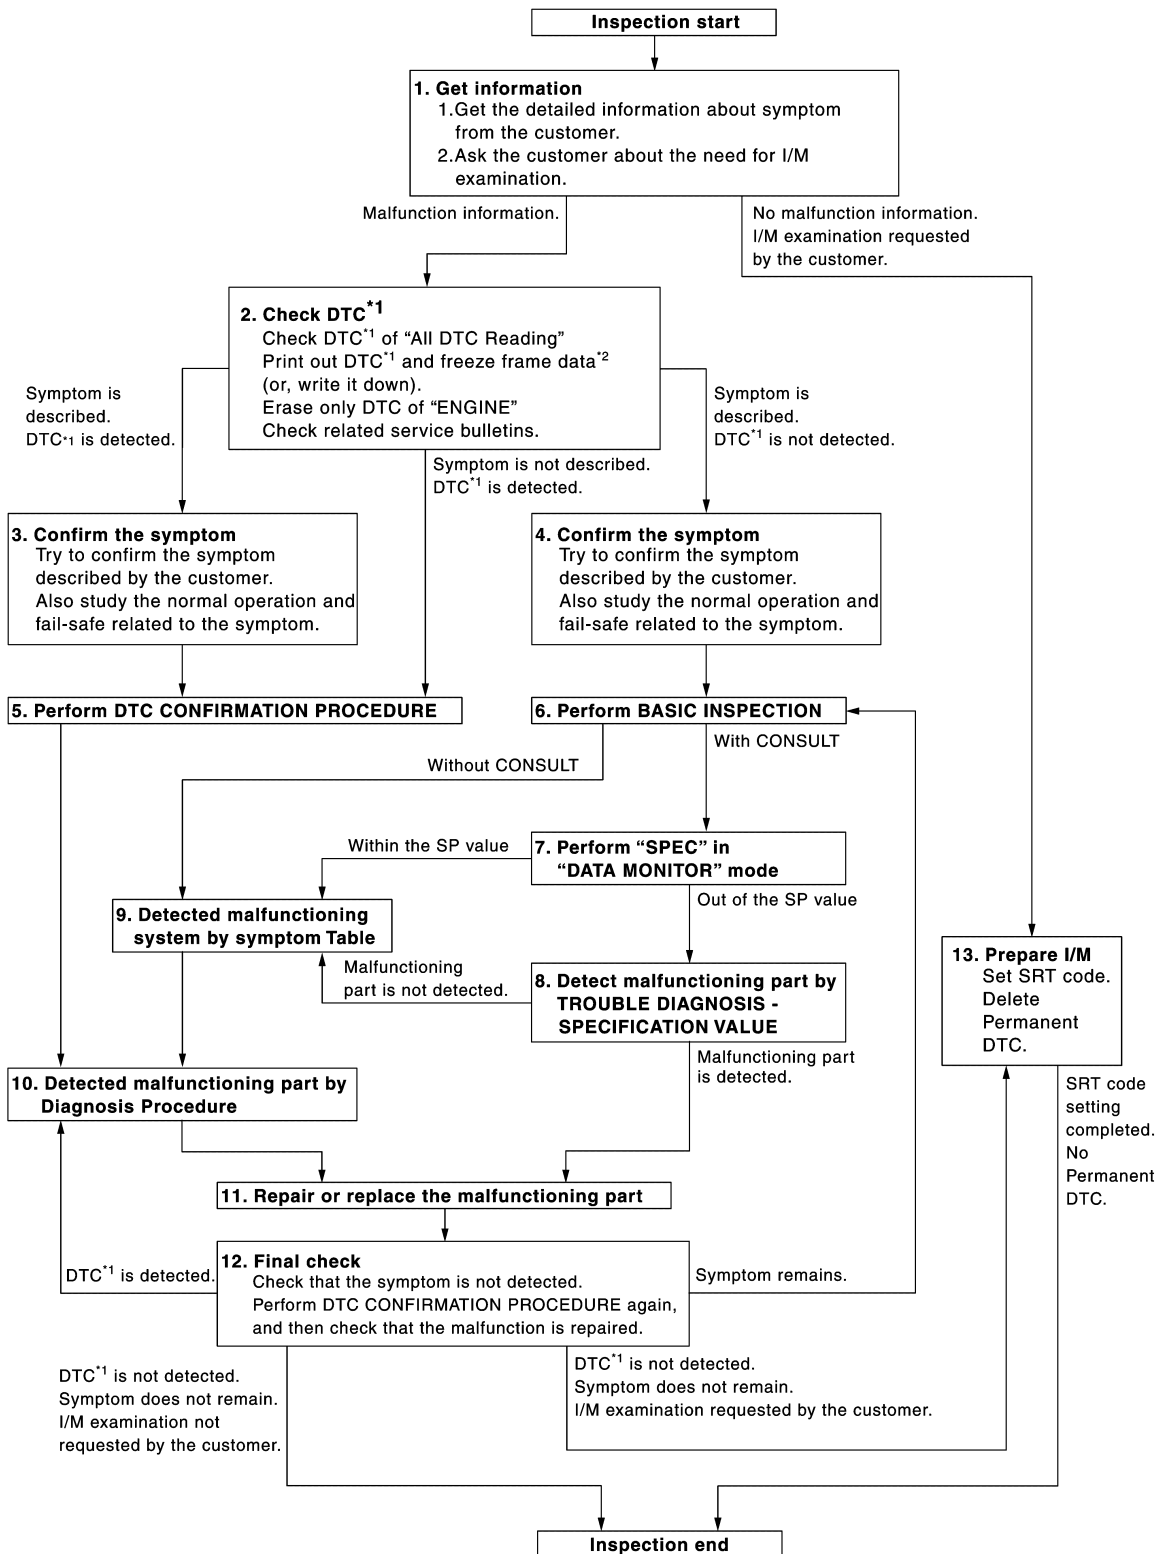 Inspection start
1. Get information
1.Get the detailed information about symptom
from the customer.
2.Ask the customer about the need for I/M
examination.
Malfunction information.
No malfunction information.
I/M examination requested
by the customer.
2. Check DTC*1
Check DTC*1 of “All DTC Reading”
Print out DTC*1 and freeze frame data*2
(or, write it down).
Erase only DTC of “ENGINE”
Check related service bulletins.
Symptom is
described.
DTC*1 is detected.
Symptom is not described.
DTC*1 is detected.
Symptom is
described.
DTC*1 is not detected.
3. Confirm the symptom
Try to confirm the symptom
described by the customer.
Also study the normal operation and
fail-safe related to the symptom.
4. Confirm the symptom
Try to confirm the symptom
described by the customer.
Also study the normal operation and
fail-safe related to the symptom.
5. Perform DTC CONFIRMATION PROCEDURE
6. Perform BASIC INSPECTION
Without CONSULT
With CONSULT
7. Perform “SPEC” in
“DATA MONITOR” mode
Within the SP value
Out of the SP value
9. Detected malfunctioning
system by symptom Table
Malfunctioning
part is not detected.
8. Detect malfunctioning part by
TROUBLE DIAGNOSIS -
SPECIFICATION VALUE
13. Prepare I/M
Set SRT code.
Delete
Permanent
DTC.
Malfunctioning part
is detected.
10. Detected malfunctioning part by
Diagnosis Procedure
SRT code
setting
completed.
No
Permanent
DTC.
11. Repair or replace the malfunctioning part
12. Final check
Check that the symptom is not detected.
Perform DTC CONFIRMATION PROCEDURE again,
and then check that the malfunction is repaired.
DTC*1 is detected.
Symptom remains.
DTC*1 is not detected.
Symptom does not remain.
I/M examination not
requested by the customer.
DTC*1 is not detected.
Symptom does not remain.
I/M examination requested by the customer.
Inspection end